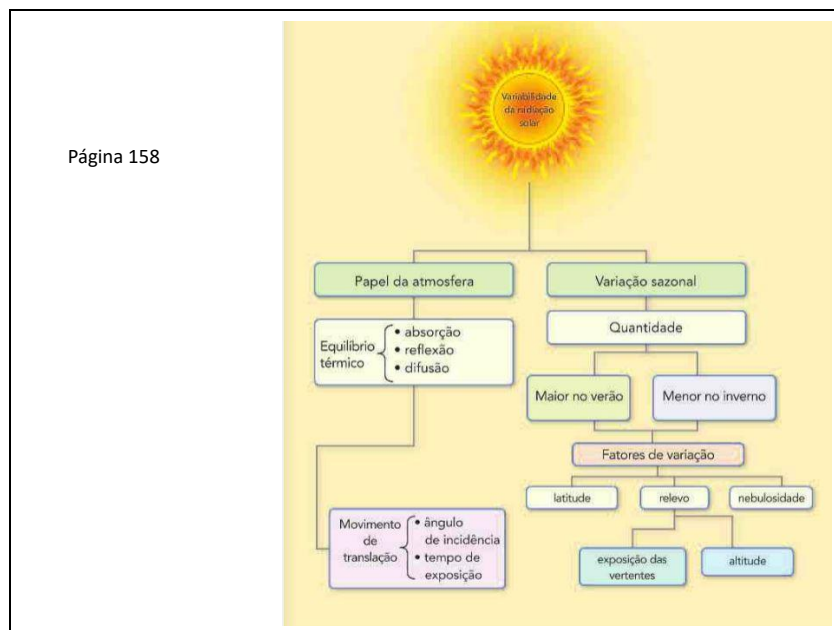 Página 158
Variabilidade
da radiação
solar
Papel da atmosfera
Variação sazonal
Equilíbrio
térmico
• absorção
• reflexão
• difusão
Quantidade
Maior no verão
Menor no inverno
Fatores de variação
latitude
relevo
nebulosidade
Movimento
de
translação
• ângulo
de incidência
• tempo de
exposição
exposição das
vertentes
altitude